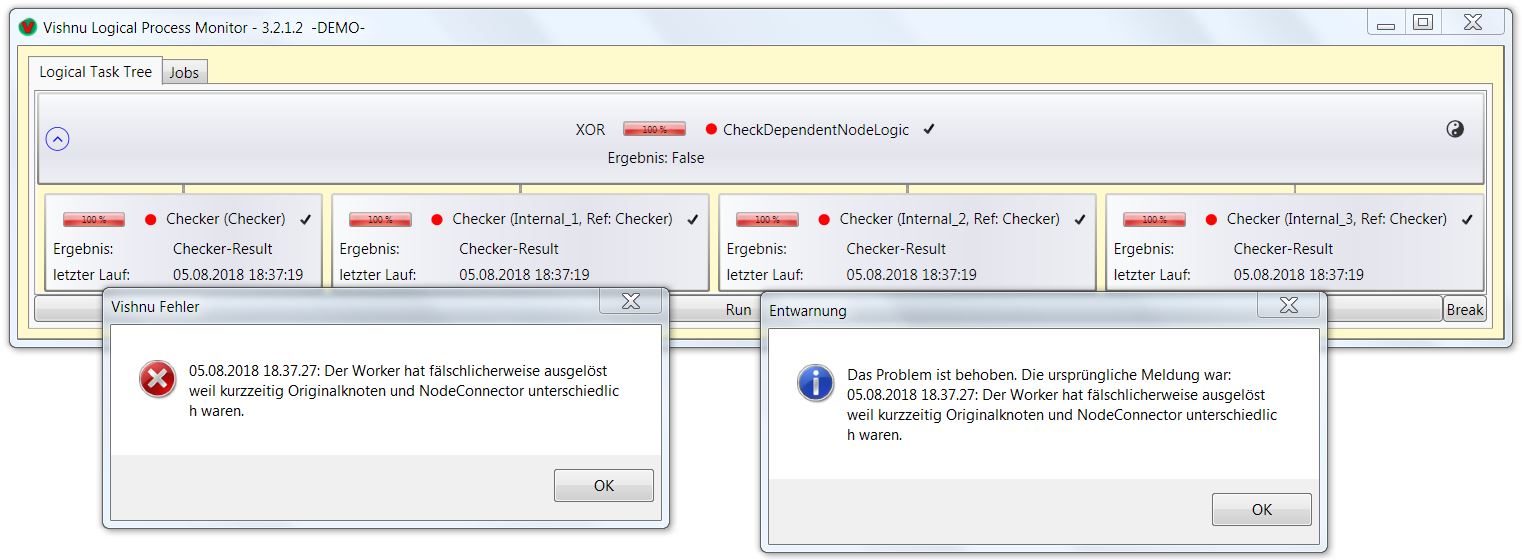 Vishnu Logical Process Monitor - 3.2.1.2 -DEMO-
Logical Task Tree Jobs
XOR 100 % CheckDependentNodeLogic
Ergebnis: False
100 % Checker (Checker)
Ergebnis: Checker-Result
letzter Lauf: 05.08.2018 18:37:19
100 % Checker (Internal_1, Ref: Checker)
Ergebnis: Checker-Result
letzter Lauf: 05.08.2018 18:37:19
100 % Checker (Internal_2, Ref: Checker)
Ergebnis: Checker-Result
letzter Lauf: 05.08.2018 18:37:19
100 % Checker (Internal_3, Ref: Checker)
Ergebnis: Checker-Result
letzter Lauf: 05.08.2018 18:37:19
Run Break
Vishnu Fehler
05.08.2018 18.37.27: Der Worker hat fälschlicherweise ausgelöst
weil kurzzeitig Originalknoten und NodeConnector unterschiedlic
h waren.
OK
Entwarnung
Das Problem ist behoben. Die ursprüngliche Meldung war:
05.08.2018 18.37.27: Der Worker hat fälschlicherweise ausgelöst
weil kurzzeitig Originalknoten und NodeConnector unterschiedlic
h waren.
OK